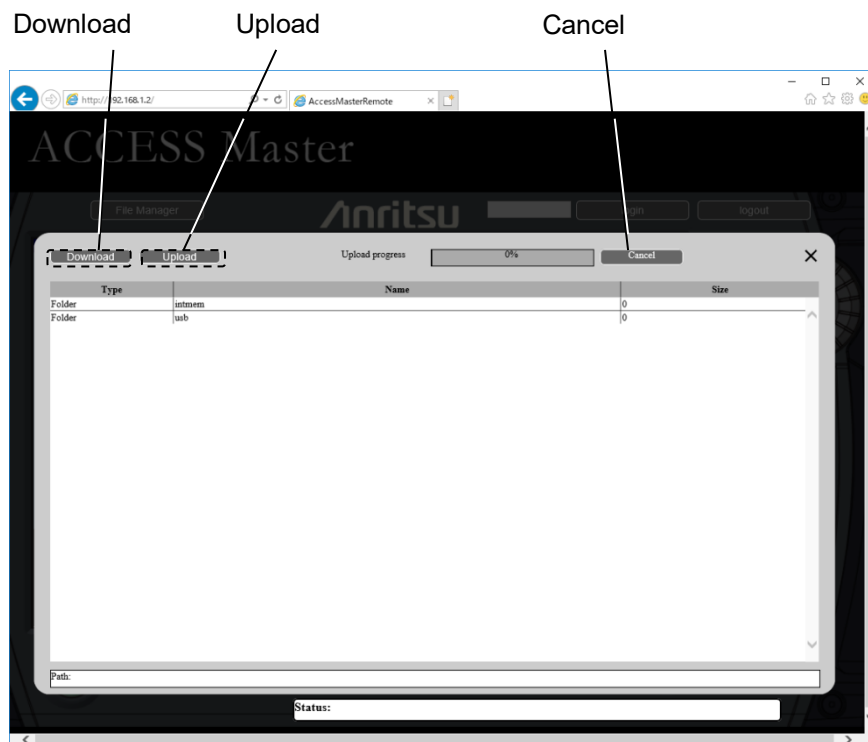 Download Upload Cancel
http://192.168.1.2/ AccessMasterRemote
ACCESS Master
File Manager Anritsu login logout
Download Upload Upload progress 0% Cancel
Type Name Size
Folder intmem 0
Folder usb 0
Path:
Status: